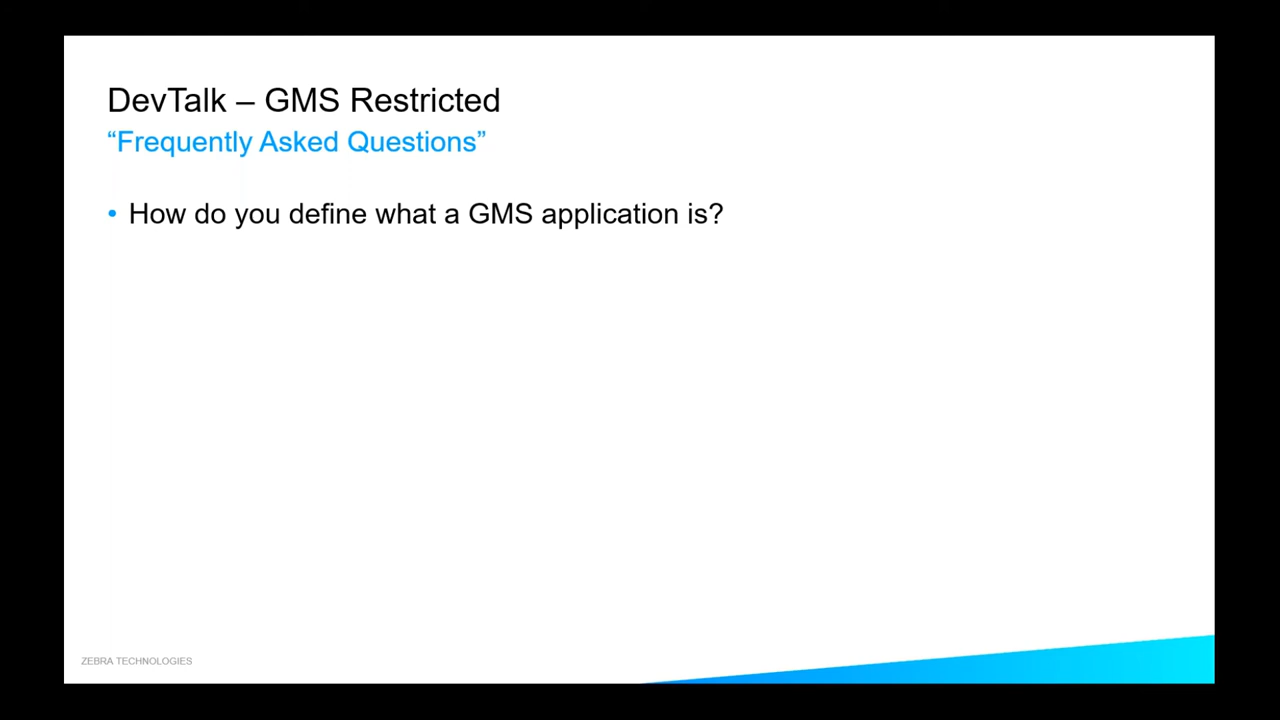 DevTalk – GMS Restricted
“Frequently Asked Questions”
• How do you define what a GMS application is?
ZEBRA TECHNOLOGIES